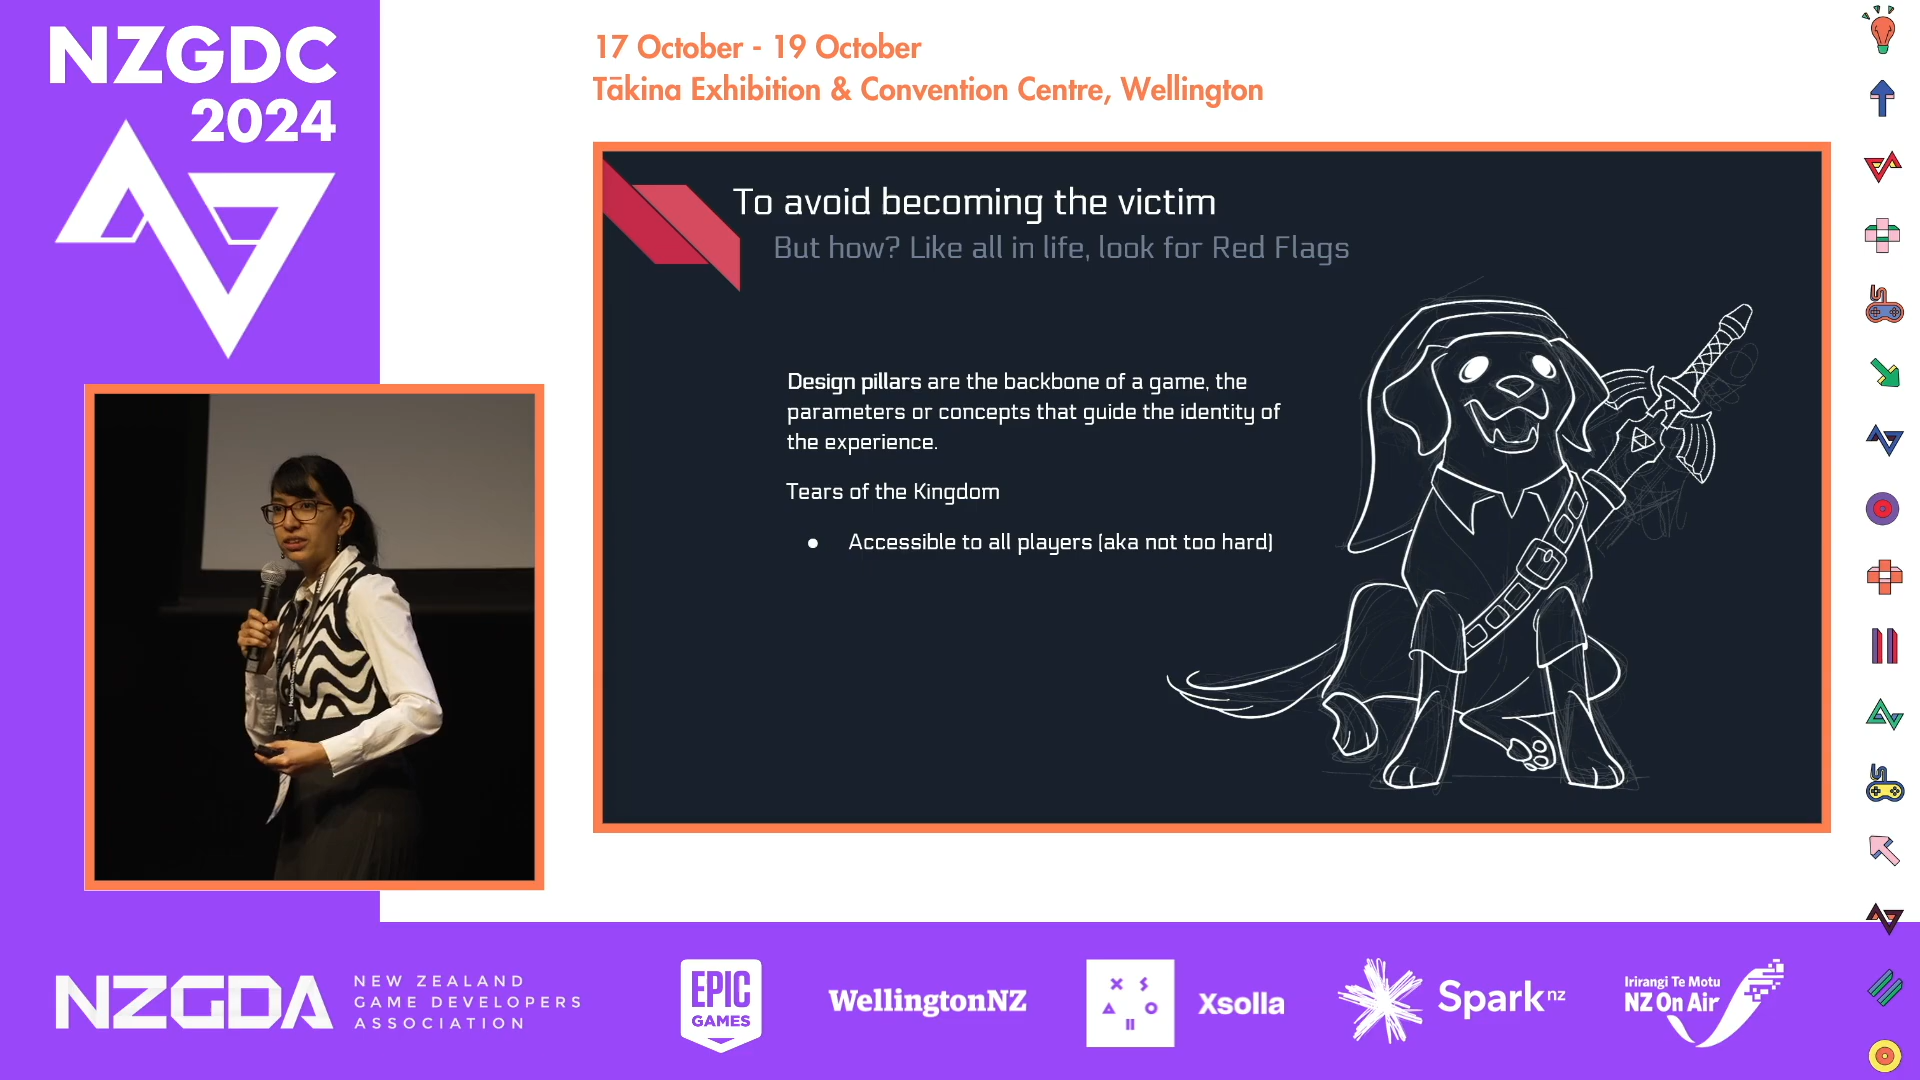 NZGDC
2024
17 October - 19 October
Tākina Exhibition & Convention Centre, Wellington
To avoid becoming the victim
But how? Like all in life, look for Red Flags
Design pillars are the backbone of a game, the
parameters or concepts that guide the identity of
the experience.
Tears of the Kingdom
● Accessible to all players (aka not too hard)
NZGDA
NEW ZEALAND
GAME DEVELOPERS
ASSOCIATION
EPIC
GAMES
WellingtonNZ
Xsolla
Spark nz
Irirangi Te Motu
NZ On Air